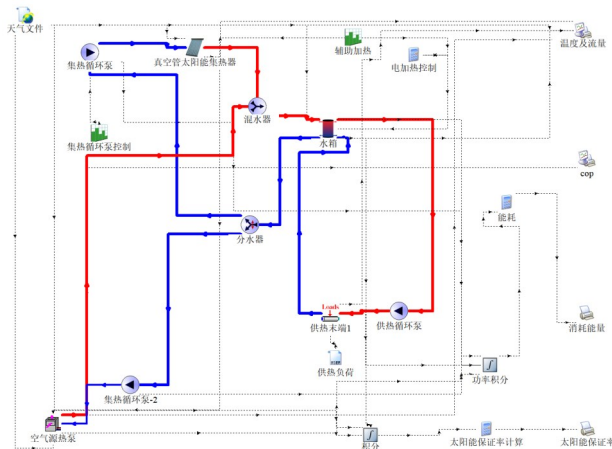 天气文件
集热循环泵
真空管太阳能集热器
辅助加热
电加热控制
温度及流量
混水器
集热循环泵控制
水箱
cop
能耗
分水器
Loads
供热末端1
供热循环泵
消耗能量
供热负荷
功率积分
集热循环泵-2
空气源热泵
积分
太阳能保证率计算
太阳能保证率